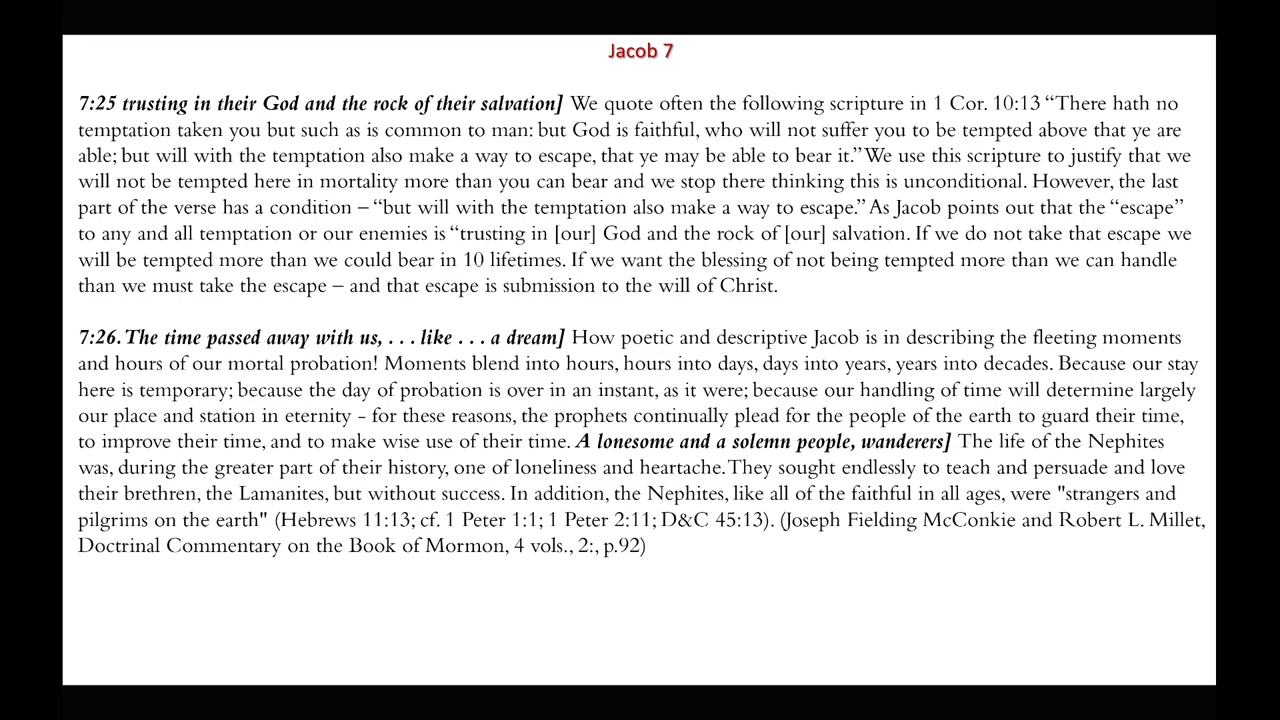 Jacob 7
7:25 trusting in their God and the rock of their salvation] We quote often the following scripture in 1 Cor. 10:13 “There hath no
temptation taken you but such as is common to man: but God is faithful, who will not suffer you to be tempted above that ye are
able; but will with the temptation also make a way to escape, that ye may be able to bear it.” We use this scripture to justify that we
will not be tempted here in mortality more than you can bear and we stop there thinking this is unconditional. However, the last
part of the verse has a condition – “but will with the temptation also make a way to escape.” As Jacob points out that the “escape”
to any and all temptation or our enemies is “trusting in [our] God and the rock of [our] salvation. If we do not take that escape we
will be tempted more than we could bear in 10 lifetimes. If we want the blessing of not being tempted more than we can handle
than we must take the escape – and that escape is submission to the will of Christ.
7:26. The time passed away with us, . . . like . . . a dream] How poetic and descriptive Jacob is in describing the fleeting moments
and hours of our mortal probation! Moments blend into hours, hours into days, days into years, years into decades. Because our stay
here is temporary; because the day of probation is over in an instant, as it were; because our handling of time will determine largely
our place and station in eternity - for these reasons, the prophets continually plead for the people of the earth to guard their time,
to improve their time, and to make wise use of their time. A lonesome and a solemn people, wanderers] The life of the Nephites
was, during the greater part of their history, one of loneliness and heartache. They sought endlessly to teach and persuade and love
their brethren, the Lamanites, but without success. In addition, the Nephites, like all of the faithful in all ages, were "strangers and
pilgrims on the earth" (Hebrews 11:13; cf. 1 Peter 1:1; 1 Peter 2:11; D&C 45:13). (Joseph Fielding McConkie and Robert L. Millet,
Doctrinal Commentary on the Book of Mormon, 4 vols., 2:, p.92)